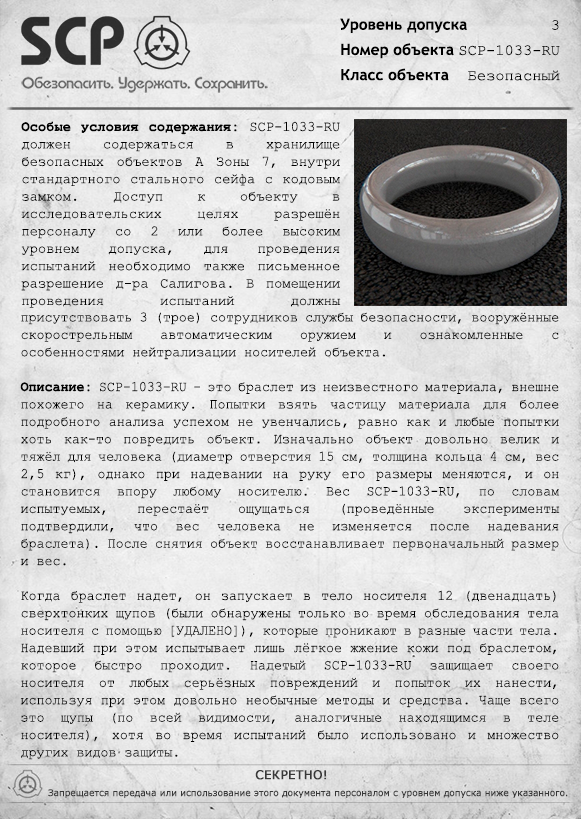 SCP
Обезопасить. Удержать. Сохранить.
Уровень допуска 3
Номер объекта SCP-1033-RU
Класс объекта Безопасный
Особые условия содержания: SCP-1033-RU
должен содержаться в хранилище
безопасных объектов А Зоны 7, внутри
стандартного стального сейфа с кодовым
замком. Доступ к объекту в
исследовательских целях разрешён
персоналу со 2 или более высоким
уровнем допуска, для проведения
испытаний необходимо также письменное
разрешение д-ра Салигова. В помещении
проведения испытаний должны
присутствовать 3 (трое) сотрудников службы безопасности, вооружённые
скорострельным автоматическим оружием и ознакомленные с
особенностями нейтрализации носителей объекта.
Описание: SCP-1033-RU – это браслет из неизвестного материала, внешне
похожего на керамику. Попытки взять частицу материала для более
подробного анализа успехом не увенчались, равно как и любые попытки
хоть как-то повредить объект. Изначально объект довольно велик и
тяжёл для человека (диаметр отверстия 15 см, толщина кольца 4 см, вес
2,5 кг), однако при надевании на руку его размеры меняются, и он
становится впору любому носителю. Вес SCP-1033-RU, по словам
испытуемых, перестаёт ощущаться (проведённые эксперименты
подтвердили, что вес человека не изменяется после надевания
браслета). После снятия объект восстанавливает первоначальный размер
и вес.
Когда браслет надет, он запускает в тело носителя 12 (двенадцать)
сверхтонких щупов (были обнаружены только во время обследования тела
носителя с помощью [УДАЛЕНО]), которые проникают в разные части тела.
Надевший при этом испытывает лишь лёгкое жжение кожи под браслетом,
которое быстро проходит. Надетый SCP-1033-RU защищает своего
носителя от любых серьёзных повреждений и попыток их нанести,
используя при этом довольно необычные методы и средства. Чаще всего
это щупы (по всей видимости, аналогичные находящимся в теле
носителя), хотя во время испытаний было использовано и множество
других видов защиты.
СЕКРЕТНО!
Запрещается передача или использование этого документа персоналом с уровнем допуска ниже указанного.